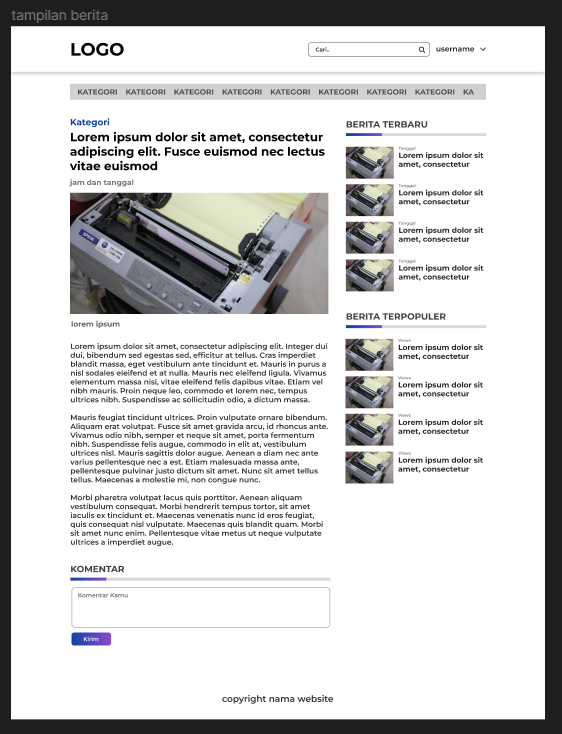 tampilan berita
LOGO
Cari..
username
KATEGORI KATEGORI KATEGORI KATEGORI KATEGORI KATEGORI KATEGORI KATEGORI KA
Kategori
Lorem ipsum dolor sit amet, consectetur
adipiscing elit. Fusce euismod nec lectus
vitae euismod
jam dan tanggal
EPSON
lorem ipsum
Lorem ipsum dolor sit amet, consectetur adipiscing elit. Integer dui
dui, bibendum sed egestas sed, efficitur at tellus. Cras imperdiet
blandit massa, eget vestibulum ante tincidunt et. Mauris in purus a
nisl sodales eleifend et at nulla. Mauris nec eleifend ligula. Vivamus
elementum massa nisi, vitae eleifend felis dapibus vitae. Etiam vel
nibh mauris. Proin neque leo, commodo et lorem nec, tempus
ultrices nibh. Suspendisse ac sollicitudin odio, a dictum massa.
Mauris feugiat tincidunt ultrices. Proin vulputate ornare bibendum.
Aliquam erat volutpat. Fusce sit amet gravida arcu, id rhoncus ante.
Vivamus odio nibh, semper et neque sit amet, porta fermentum
nibh. Suspendisse felis augue, commodo in elit at, vestibulum
ultrices nisl. Mauris sagittis dolor augue. Aenean a diam nec ante
varius pellentesque nec a est. Etiam malesuada massa ante,
pellentesque pulvinar justo dictum sit amet. Nunc sit amet tellus
tellus. Maecenas a molestie mi, non congue nunc.
Morbi pharetra volutpat lacus quis porttitor. Aenean aliquam
vestibulum consequat. Morbi hendrerit tempus tortor, sit amet
iaculis ex tincidunt et. Maecenas venenatis nunc id eros feugiat,
quis consequat nisl vulputate. Maecenas quis blandit quam. Morbi
sit amet nunc enim. Pellentesque vitae metus ut neque vulputate
ultrices a imperdiet augue.
KOMENTAR
Komentar Kamu
Kirim
BERITA TERBARU
Tanggal
Lorem ipsum dolor sit
amet, consectetur
Tanggal
Lorem ipsum dolor sit
amet, consectetur
Tanggal
Lorem ipsum dolor sit
amet, consectetur
Tanggal
Lorem ipsum dolor sit
amet, consectetur
BERITA TERPOPULER
Views
Lorem ipsum dolor sit
amet, consectetur
Views
Lorem ipsum dolor sit
amet, consectetur
Views
Lorem ipsum dolor sit
amet, consectetur
Views
Lorem ipsum dolor sit
amet, consectetur
copyright nama website